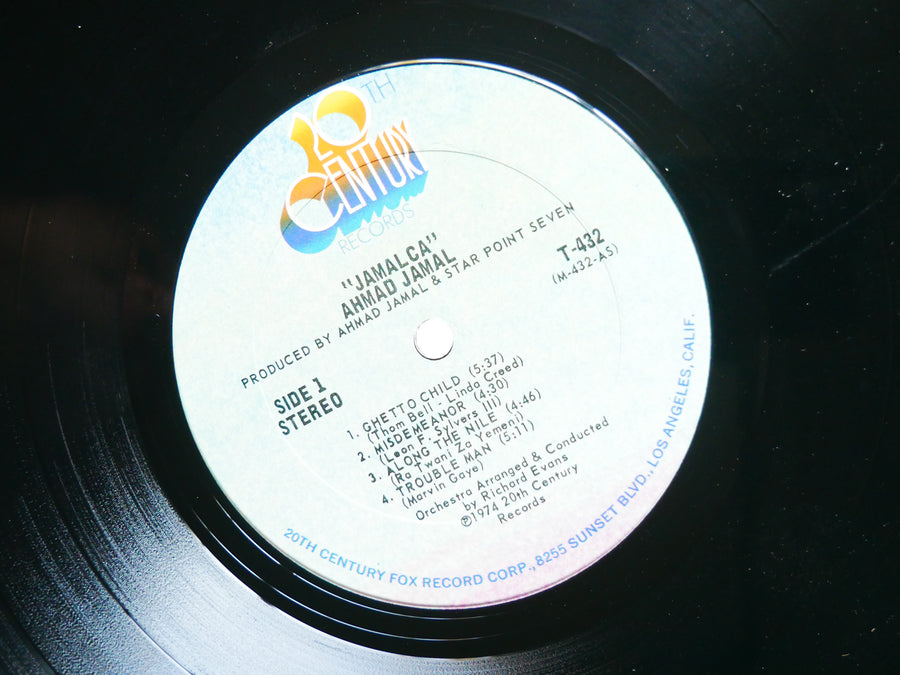 20TH
CENTURY
RECORDS
"JAMALCA"
AHMAD JAMAL
PRODUCED BY AHMAD JAMAL & STAR POINT SEVEN
T-432
(M-432-AS)
SIDE 1
STEREO
1. GHETTO CHILD (5:37)
(Thom Bell - Linda Creed)
2. MISDEMEANOR (4:30)
(Leon F. Sylvers III)
3. ALONG THE NILE (4:46)
(Ra Twani Za Yemeni)
4. TROUBLE MAN (5:11)
(Marvin Gaye)
Orchestra Arranged & Conducted
by Richard Evans
℗1974 20th Century
Records
20TH CENTURY FOX RECORD CORP., 8255 SUNSET BLVD., LOS ANGELES, CALIF.